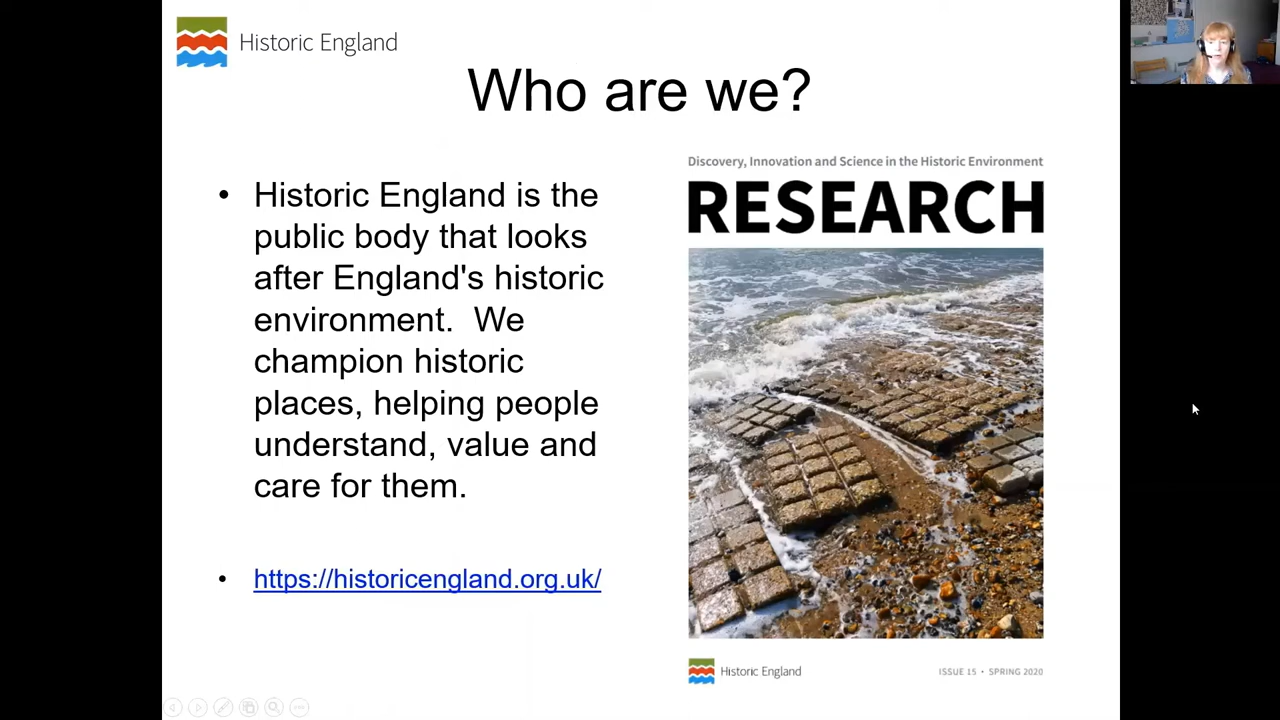 Historic England
Who are we?
• Historic England is the
public body that looks
after England's historic
environment.  We
champion historic
places, helping people
understand, value and
care for them.
• https://historicengland.org.uk/
Discovery, Innovation and Science in the Historic Environment
RESEARCH
Historic England
ISSUE 15 • SPRING 2020